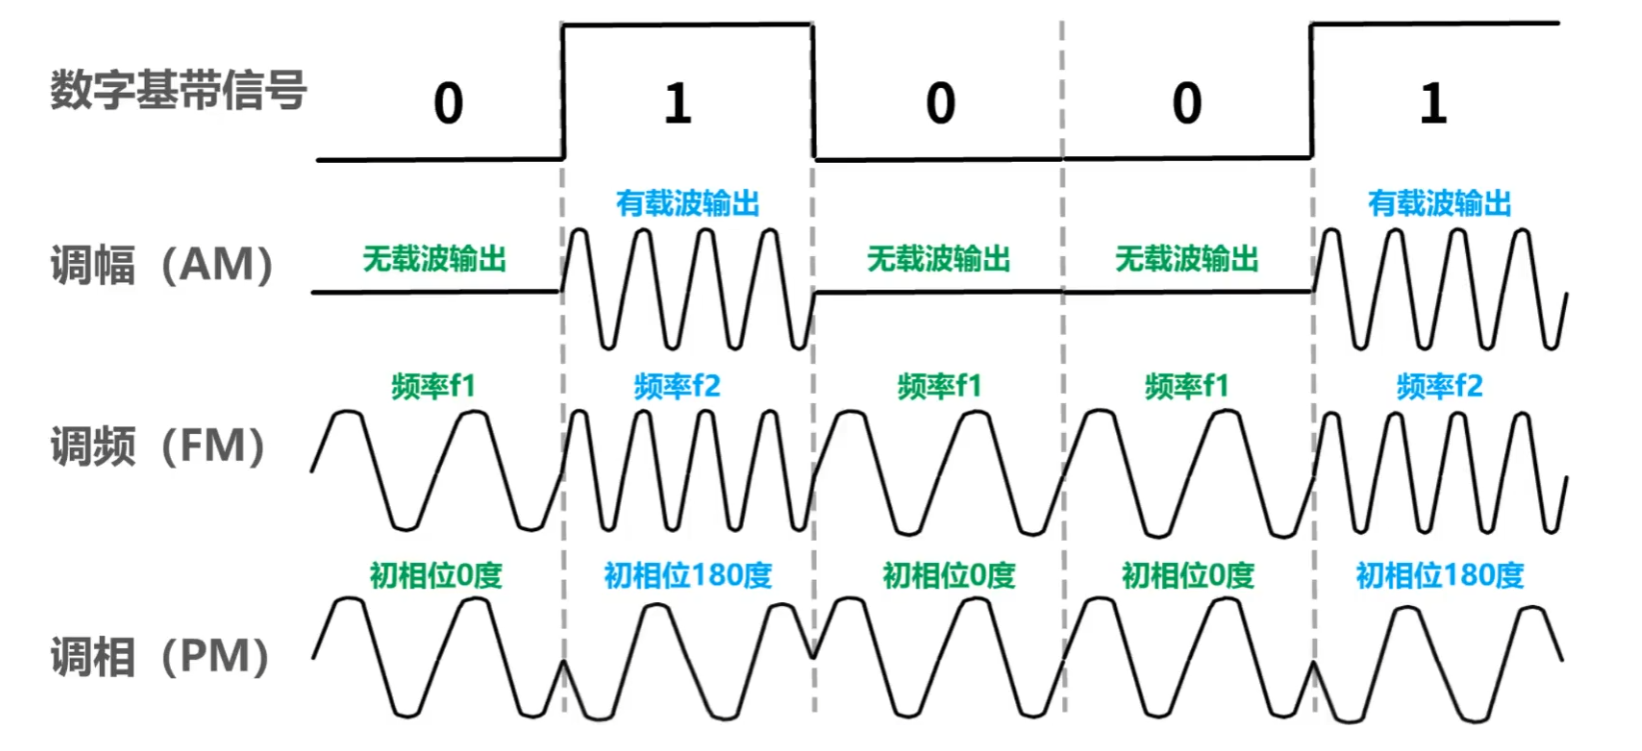 数字基带信号
0 1 0 0 1
有载波输出 有载波输出
调幅（AM） 无载波输出 无载波输出 无载波输出
频率f1 频率f2 频率f1 频率f1 频率f2
调频（FM）
初相位0度 初相位180度 初相位0度 初相位0度 初相位180度
调相（PM）